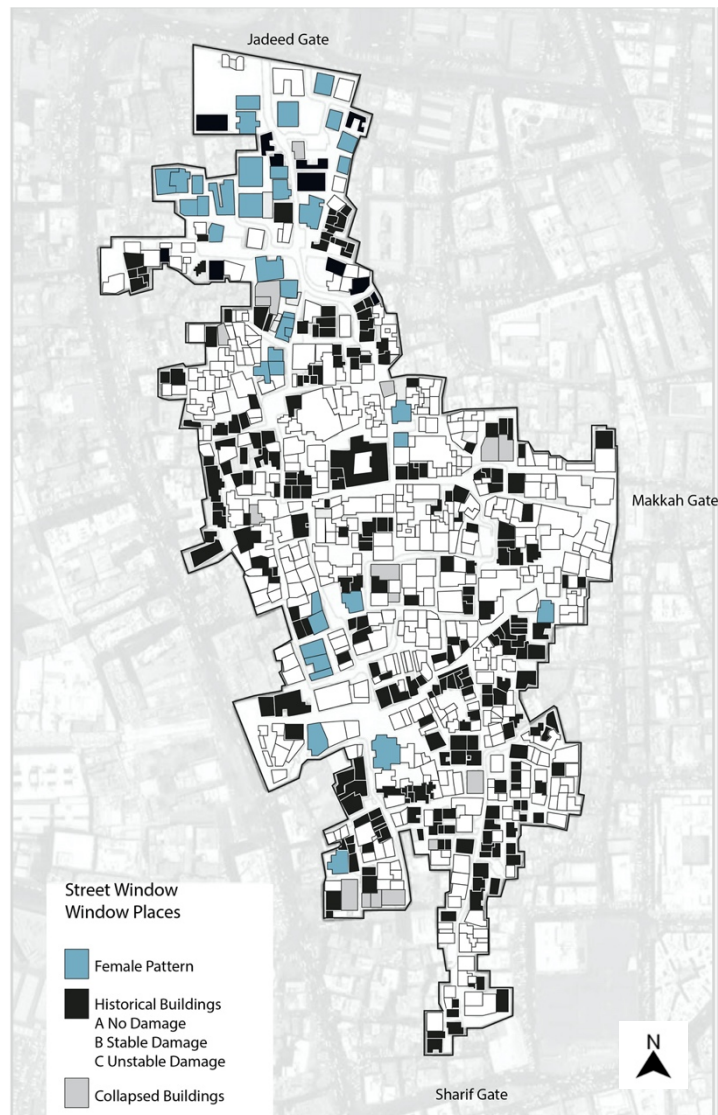 Jadeed Gate
Makkah Gate
Street Window
Window Places
Female Pattern
Historical Buildings
A No Damage
B Stable Damage
C Unstable Damage
Collapsed Buildings
N
Sharif Gate